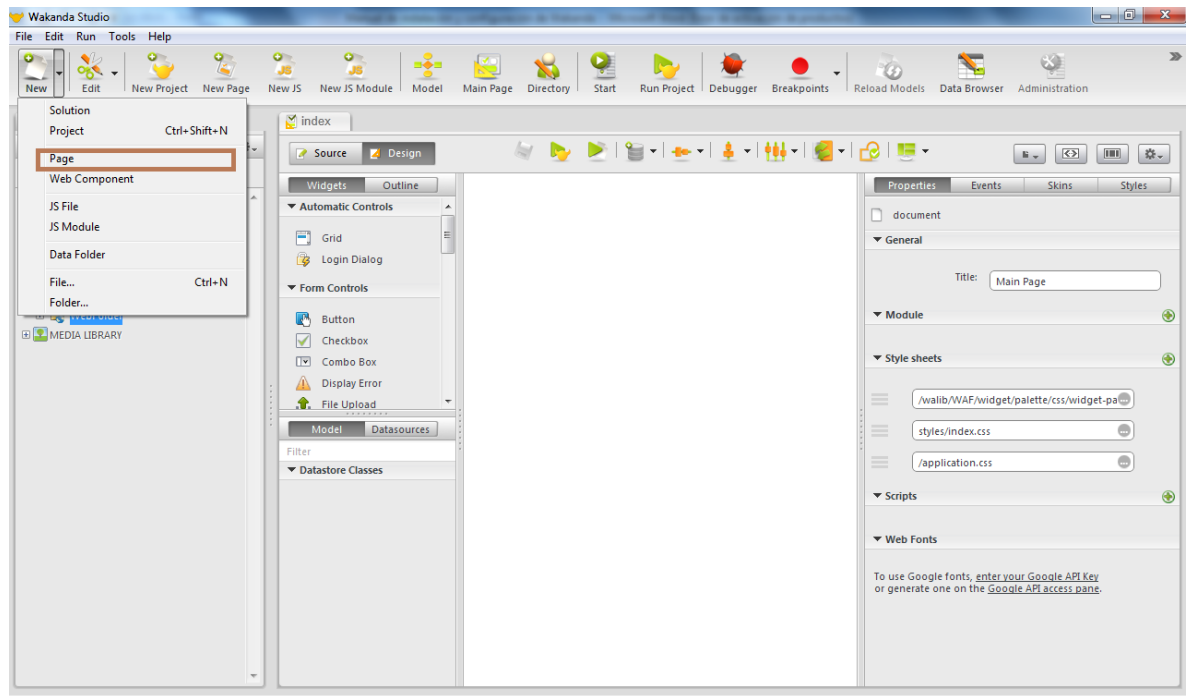 Wakanda Studio
File Edit Run Tools Help
New Edit New Project New Page New JS New JS Module Model Main Page Directory Start Run Project Debugger Breakpoints Reload Models Data Browser Administration
Solution
Project Ctrl+Shift+N
Page
Web Component
JS File
JS Module
Data Folder
File... Ctrl+N
Folder...
WebFolder
MEDIA LIBRARY
index
Source Design
Widgets Outline
Automatic Controls
Grid
Login Dialog
Form Controls
Button
Checkbox
Combo Box
Display Error
File Upload
Model Datasources
Filter
Datastore Classes
Properties Events Skins Styles
document
General
Title: Main Page
Module
Style sheets
/walib/WAF/widget/palette/css/widget-pa
styles/index.css
/application.css
Scripts
Web Fonts
To use Google fonts, enter your Google API Key
or generate one on the Google API access pane.